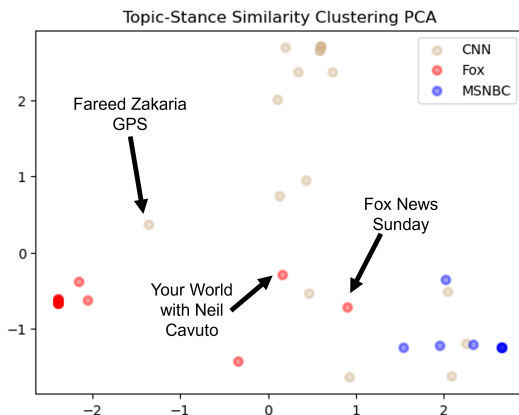 Topic-Stance Similarity Clustering PCA
CNN
Fox
MSNBC
Fareed Zakaria
GPS
Fox News
Sunday
Your World
with Neil
Cavuto
2
1
0
−1
−2
−1
0
1
2